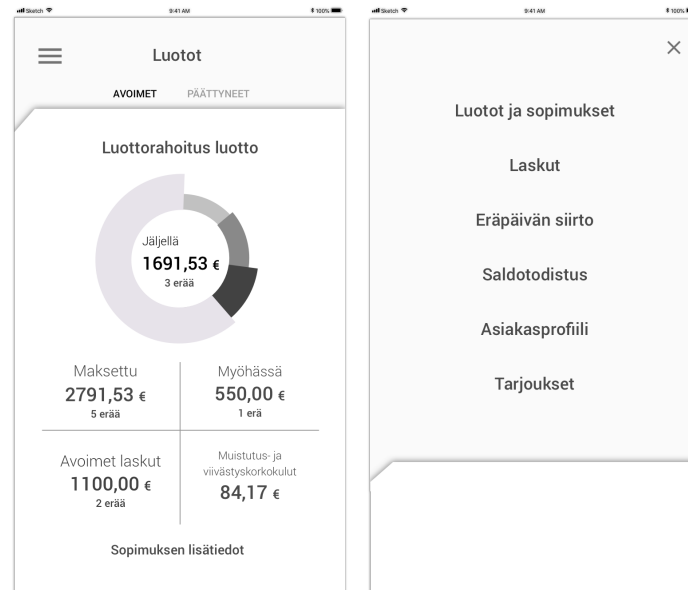 Sketch
9:41 AM
100%
Luotot
AVOIMET
PÄÄTTYNEET
Luottorahoitus luotto
Jäljellä
1691,53 €
3 erää
Maksettu
2791,53 €
5 erää
Myöhässä
550,00 €
1 erä
Avoimet laskut
1100,00 €
2 erää
Muistutus- ja
viivästyskorkokulut
84,17 €
Sopimuksen lisätiedot
Sketch
9:41 AM
100%
Luotot ja sopimukset
Laskut
Eräpäivän siirto
Saldotodistus
Asiakasprofiili
Tarjoukset